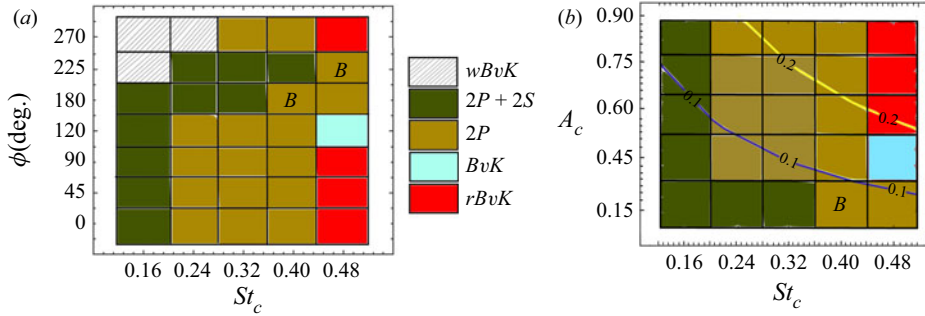 (a)
270
225
180
120
90
45
0
ϕ(deg.)
B
B
0.16 0.24 0.32 0.40 0.48
St_c
wBvK
2P + 2S
2P
BvK
rBvK
(b)
0.90
0.75
0.60
0.45
0.30
0.15
A_c
0.2
0.2
0.1
0.1
0.1
B
0.16 0.24 0.32 0.40 0.48
St_c